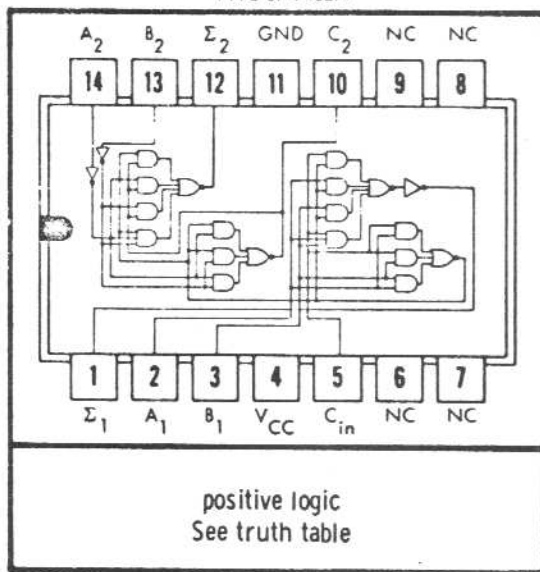 A2 B2 Σ2 GND C2 NC NC
14 13 12 11 10 9 8
1 2 3 4 5 6 7
Σ1 A1 B1 VCC Cin NC NC
positive logic
See truth table